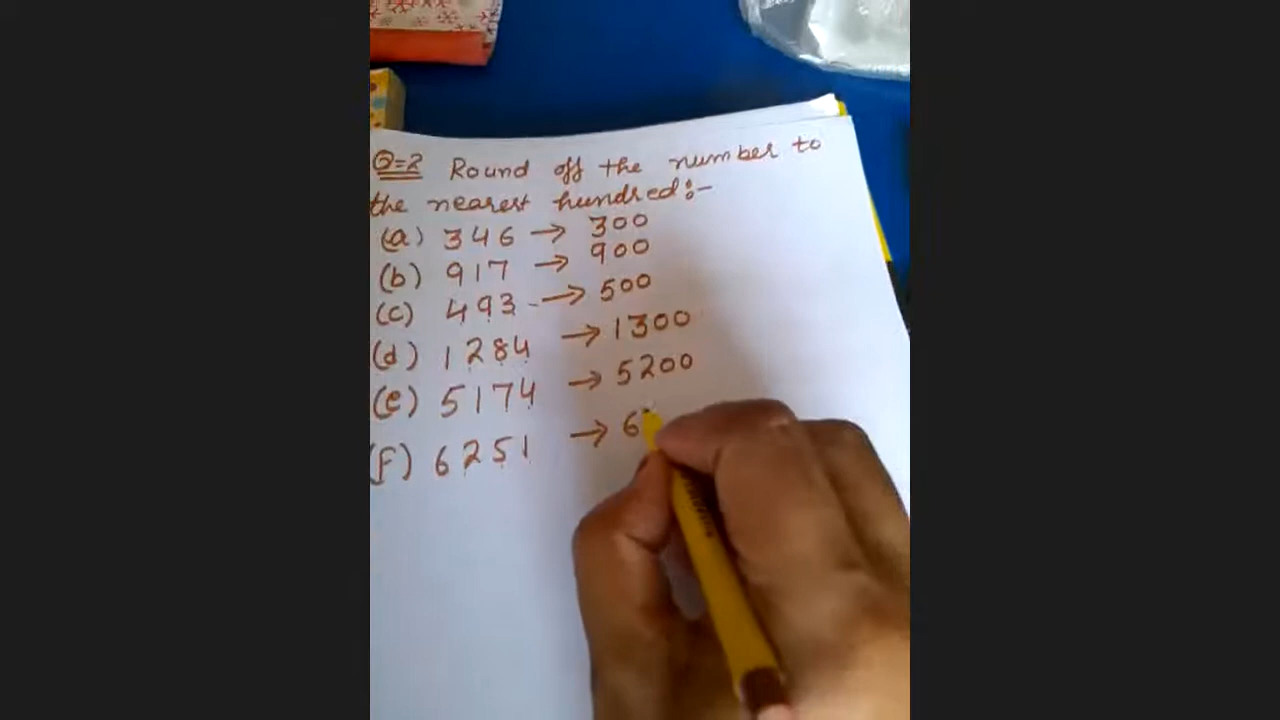 Q=2 Round off the number to
the nearest hundred:-
(a) 346 → 300
(b) 917 → 900
(c) 493 → 500
(d) 1284 → 1300
(e) 5174 → 5200
(F) 6251 → 6